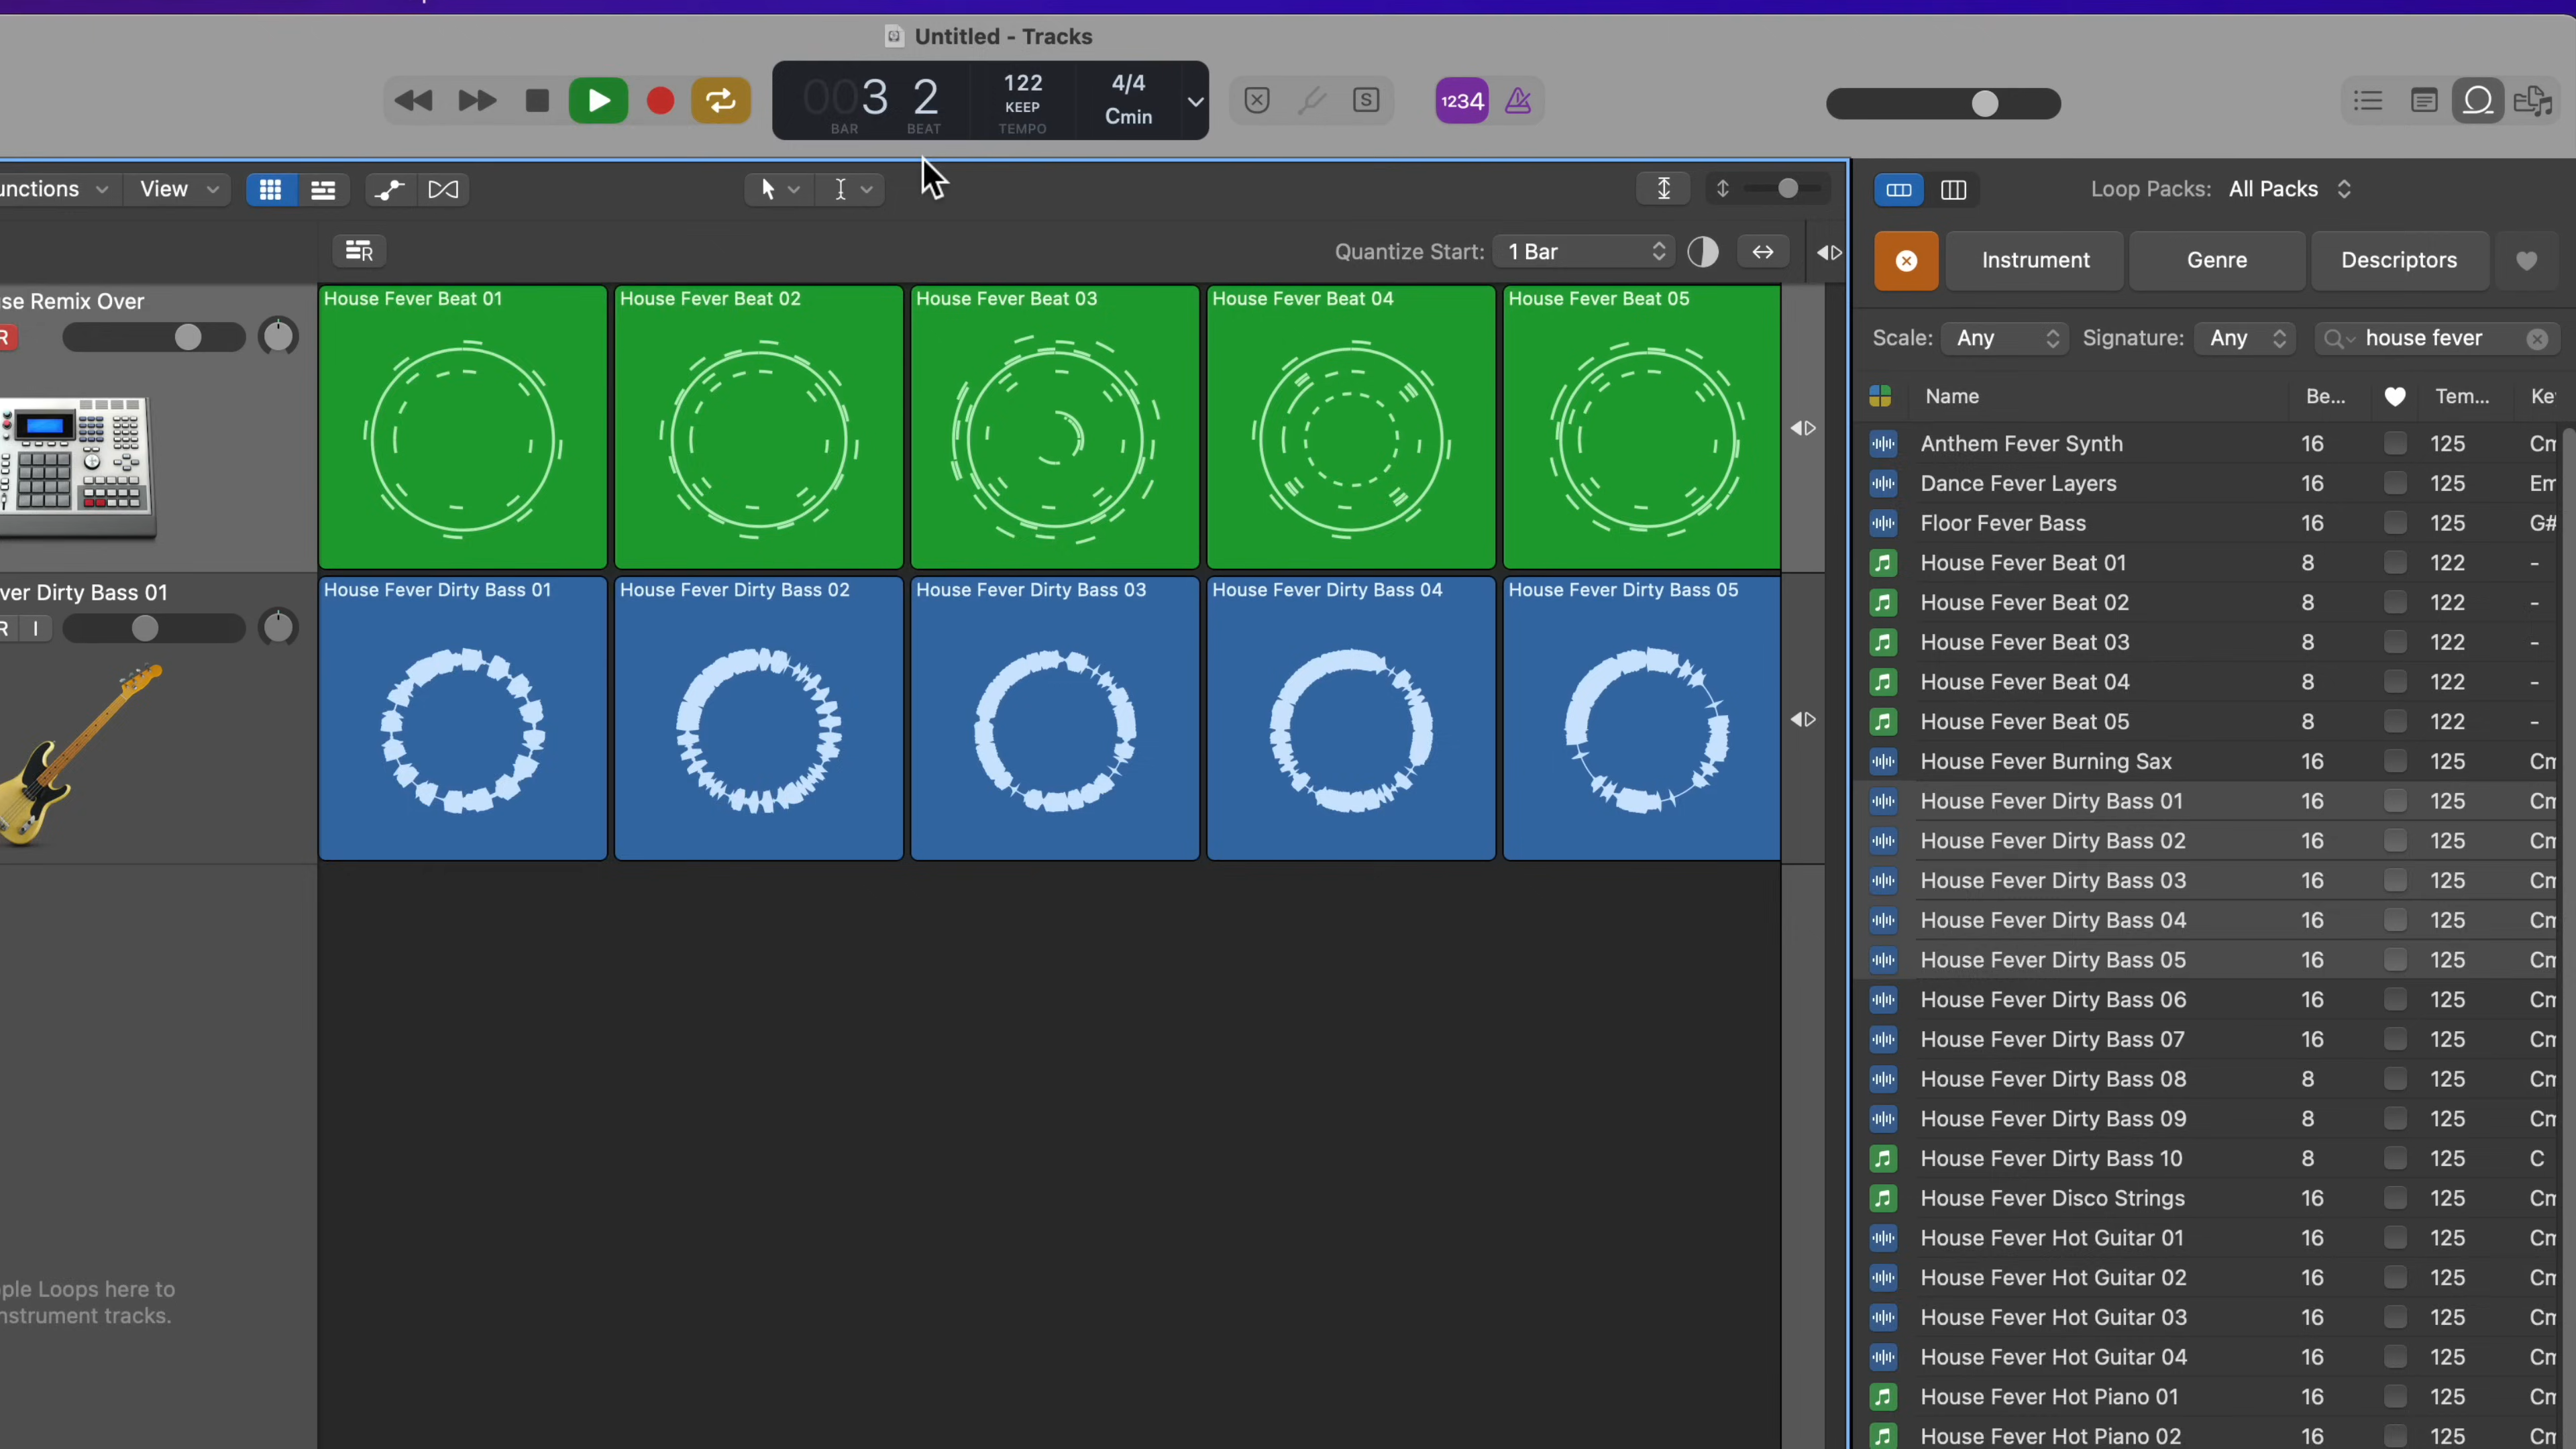 Untitled - Tracks
003 2
BAR BEAT
122
KEEP
TEMPO
4/4
Cmin
S
1234
unctions View
Loop Packs: All Packs
R
Quantize Start: 1 Bar
Instrument Genre Descriptors
Scale: Any Signature: Any house fever
se Remix Over
R
House Fever Beat 01 House Fever Beat 02 House Fever Beat 03 House Fever Beat 04 House Fever Beat 05
ver Dirty Bass 01
R I
House Fever Dirty Bass 01 House Fever Dirty Bass 02 House Fever Dirty Bass 03 House Fever Dirty Bass 04 House Fever Dirty Bass 05
ple Loops here to
nstrument tracks.
Name Be... Tem... Ke
Anthem Fever Synth 16 125 Cm
Dance Fever Layers 16 125 Em
Floor Fever Bass 16 125 G#
House Fever Beat 01 8 122 -
House Fever Beat 02 8 122 -
House Fever Beat 03 8 122 -
House Fever Beat 04 8 122 -
House Fever Beat 05 8 122 -
House Fever Burning Sax 16 125 Cm
House Fever Dirty Bass 01 16 125 Cm
House Fever Dirty Bass 02 16 125 Cm
House Fever Dirty Bass 03 16 125 Cm
House Fever Dirty Bass 04 16 125 Cm
House Fever Dirty Bass 05 16 125 Cm
House Fever Dirty Bass 06 16 125 Cm
House Fever Dirty Bass 07 16 125 Cm
House Fever Dirty Bass 08 8 125 Cm
House Fever Dirty Bass 09 8 125 Cm
House Fever Dirty Bass 10 8 125 C
House Fever Disco Strings 16 125 Cm
House Fever Hot Guitar 01 16 125 Cm
House Fever Hot Guitar 02 16 125 Cm
House Fever Hot Guitar 03 16 125 Cm
House Fever Hot Guitar 04 16 125 Cm
House Fever Hot Piano 01 16 125 Cm
House Fever Hot Piano 02 16 125 Cm